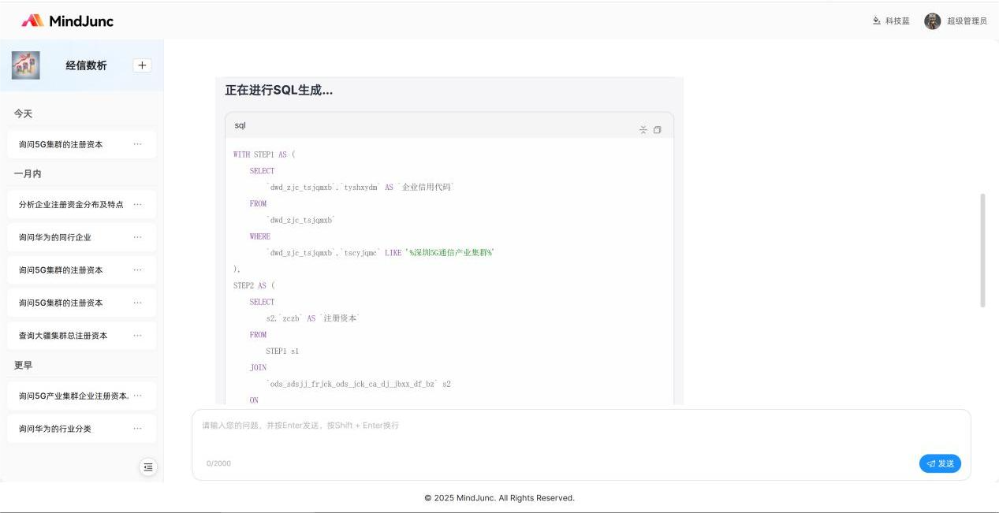 MindJunc
科技蓝
超级管理员
经信数析
今天
询问5G集群的注册资本
一月内
分析企业注册资金分布及特点
询问华为的同行企业
询问5G集群的注册资本
询问5G集群的注册资本
查询大疆集群总注册资本
更早
询问5G产业集群企业注册资本.
询问华为的行业分类
正在进行SQL生成...
sql
WITH STEP1 AS (
SELECT
`dwd_zjc_tsjqmxb`.`tyshxydm` AS `企业信用代码`
FROM
`dwd_zjc_tsjqmxb`
WHERE
`dwd_zjc_tsjqmxb`.`tscyjqmc` LIKE '%深圳5G通信产业集群%'
),
STEP2 AS (
SELECT
s2.`zczb` AS `注册资本`
FROM
STEP1 s1
JOIN
`ods_sdsjj_frjck_ods_jck_ca_dj_jbxx_df_bz` s2
ON
请输入您的问题，并按Enter发送，按Shift + Enter换行
0/2000
发送
© 2025 MindJunc. All Rights Reserved.